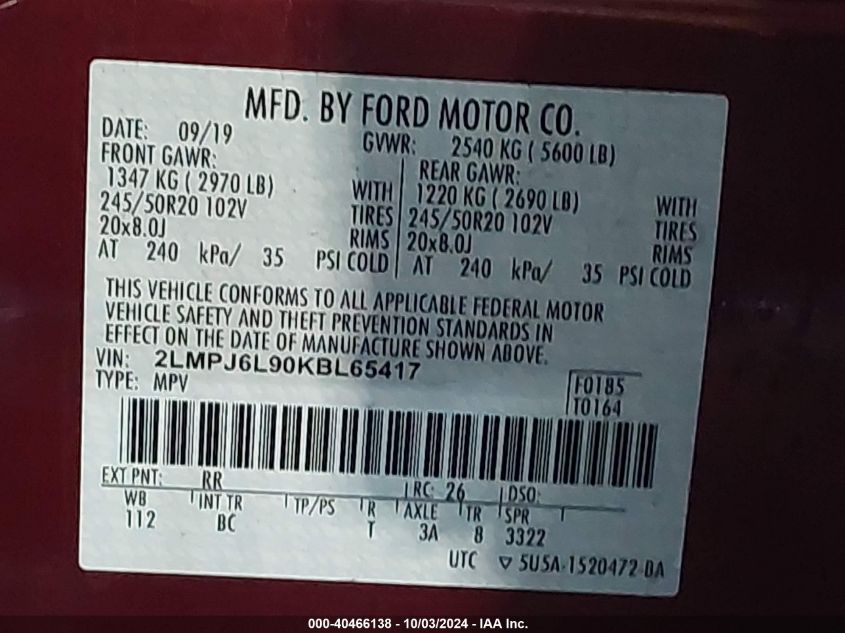 MFD. BY FORD MOTOR CO.
DATE: 09/19 GVWR: 2540 KG ( 5600 LB)
FRONT GAWR: REAR GAWR:
1347 KG ( 2970 LB) WITH 1220 KG ( 2690 LB) WITH
245/50R20 102V TIRES 245/50R20 102V TIRES
20x8.0J RIMS 20x8.0J RIMS
AT 240 kPa/ 35 PSI COLD AT 240 kPa/ 35 PSI COLD
THIS VEHICLE CONFORMS TO ALL APPLICABLE FEDERAL MOTOR
VEHICLE SAFETY AND THEFT PREVENTION STANDARDS IN
EFFECT ON THE DATE OF MANUFACTURE SHOWN ABOVE.
VIN: 2LMPJ6L90KBL65417
TYPE: MPV F0185
T0164
EXT PNT: RR RC: 26 DSO:
WB INT TR TP/PS R AXLE TR SPR
112 BC T 3A 8 3322
UTC ▽ 5U5A-1520472-BA
000-40466138 - 10/03/2024 - IAA Inc.